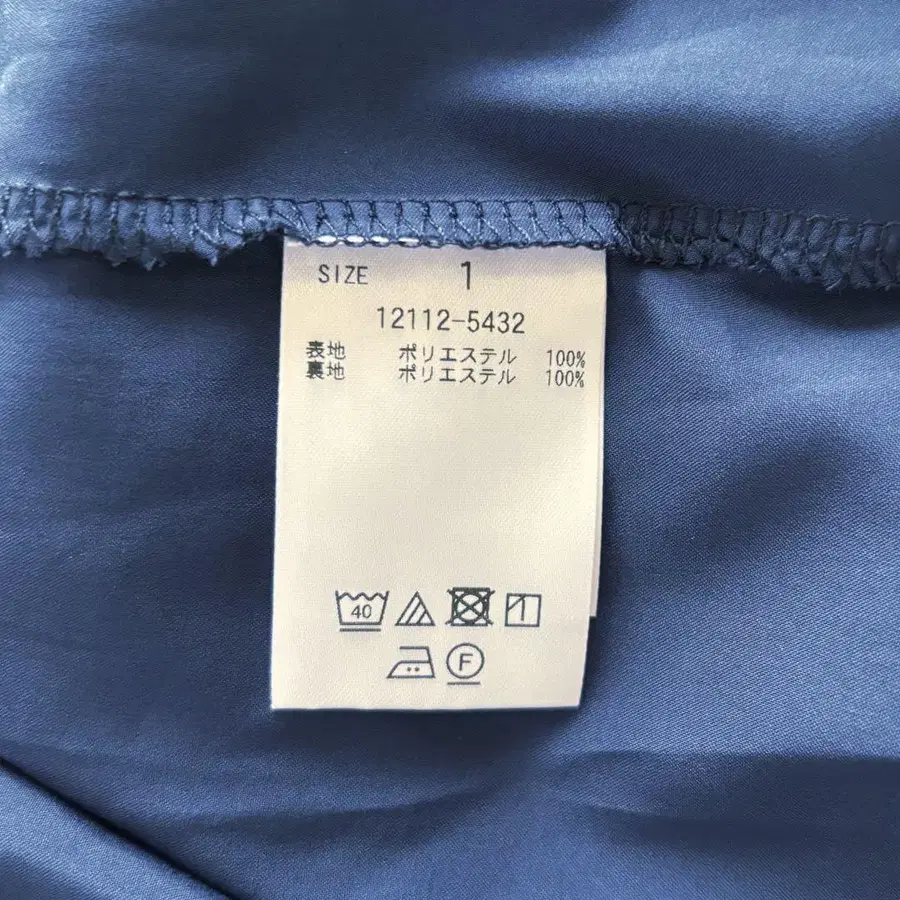 SIZE 1
12112-5432
表地 ポリエステル 100%
裏地 ポリエステル 100%
40
F